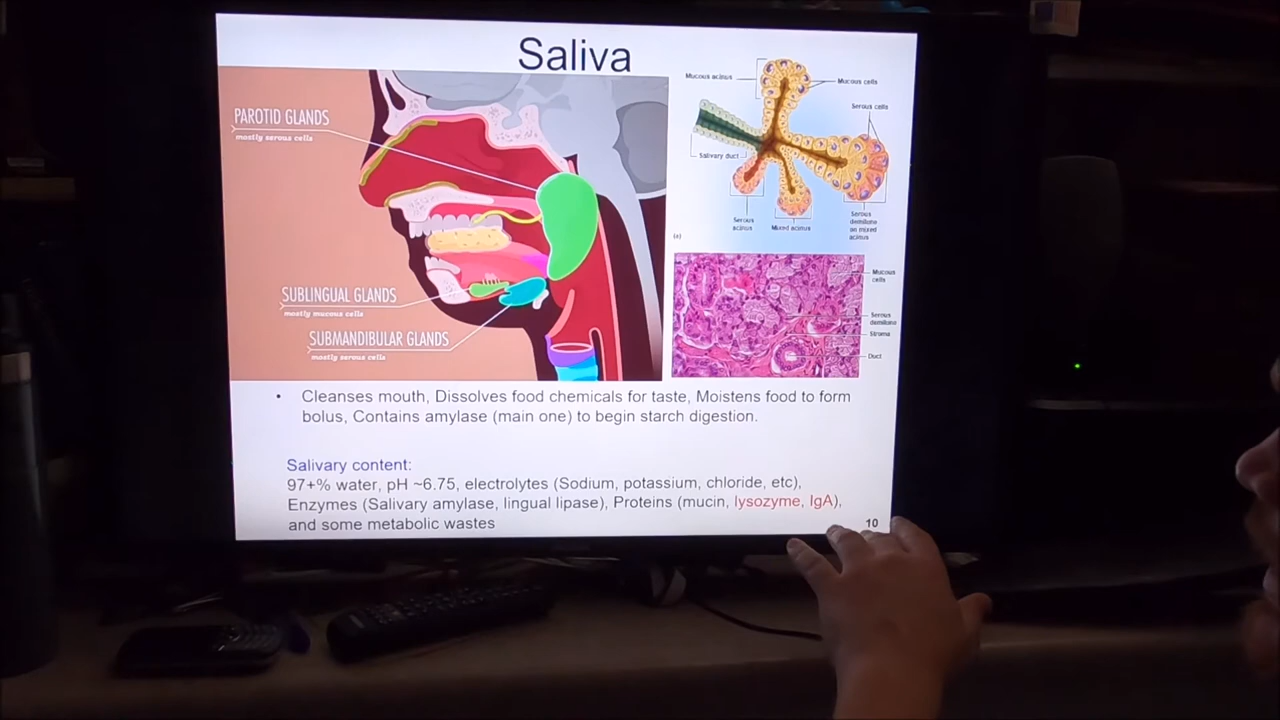 Saliva
PAROTID GLANDS
mostly serous cells
SUBLINGUAL GLANDS
mostly mucous cells
SUBMANDIBULAR GLANDS
mostly serous cells
Mucous acinus
Mucous cells
Serous cells
Salivary duct
Serous
acinus
Mixed acinus
Serous
demilune
on mixed
acinus
(a)
Mucous
cells
Serous
demilune
Stroma
Duct
• Cleanses mouth, Dissolves food chemicals for taste, Moistens food to form
bolus, Contains amylase (main one) to begin starch digestion.
Salivary content:
97+% water, pH ~6.75, electrolytes (Sodium, potassium, chloride, etc),
Enzymes (Salivary amylase, lingual lipase), Proteins (mucin, lysozyme, IgA),
and some metabolic wastes
10